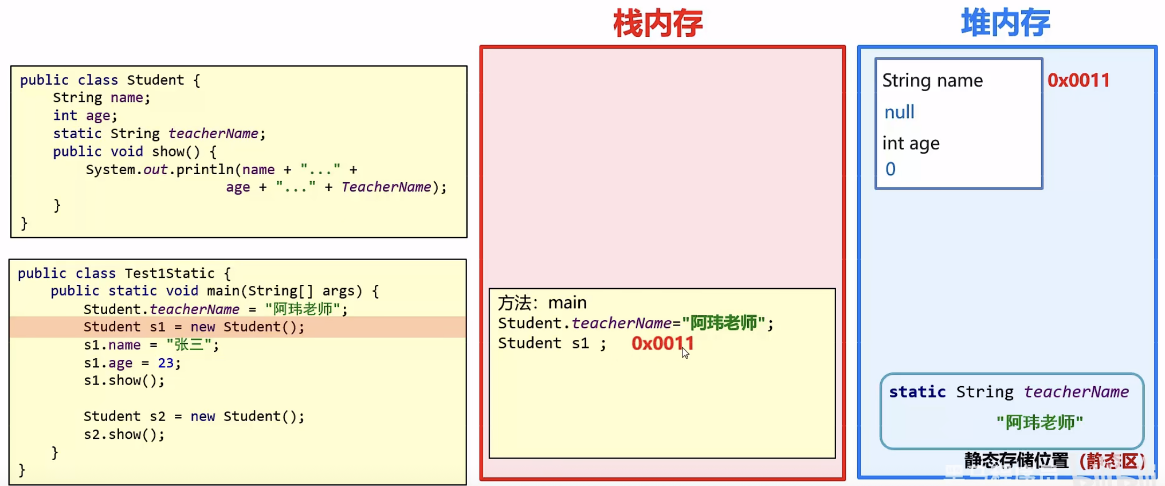 栈内存
堆内存
public class Student {
String name;
int age;
static String teacherName;
public void show() {
System.out.println(name + "..." +
age + "..." + TeacherName);
}
}
public class Test1Static {
public static void main(String[] args) {
Student.teacherName = "阿玮老师";
Student s1 = new Student();
s1.name = "张三";
s1.age = 23;
s1.show();
Student s2 = new Student();
s2.show();
}
}
方法：main
Student.teacherName="阿玮老师";
Student s1 ; 0x0011
String name
0x0011
null
int age
0
static String teacherName
"阿玮老师"
静态存储位置（静态区）